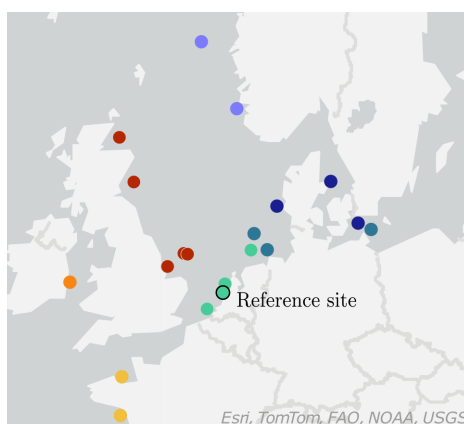 Reference site
Esri, TomTom, FAO, NOAA, USGS